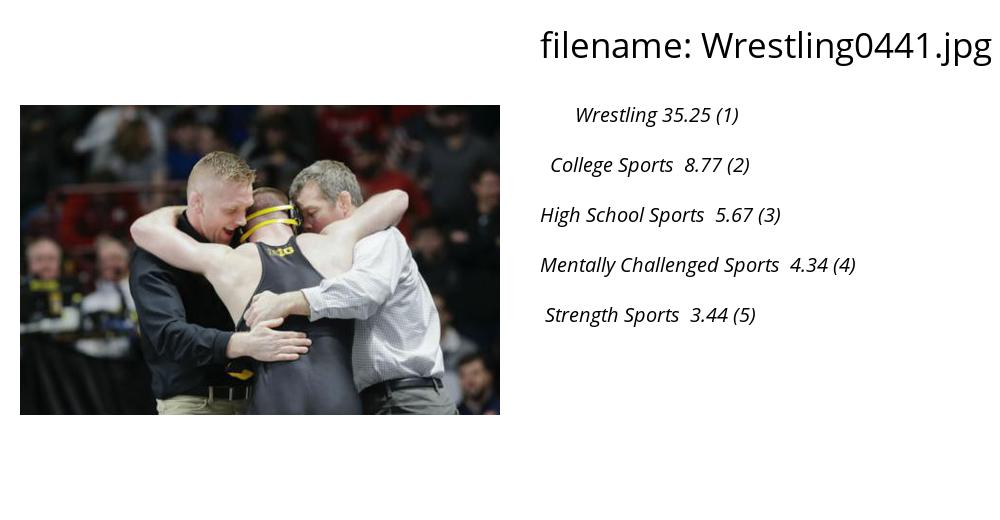 filename: Wrestling0441.jpg
Wrestling 35.25 (1)
College Sports 8.77 (2)
High School Sports 5.67 (3)
Mentally Challenged Sports 4.34 (4)
Strength Sports 3.44 (5)